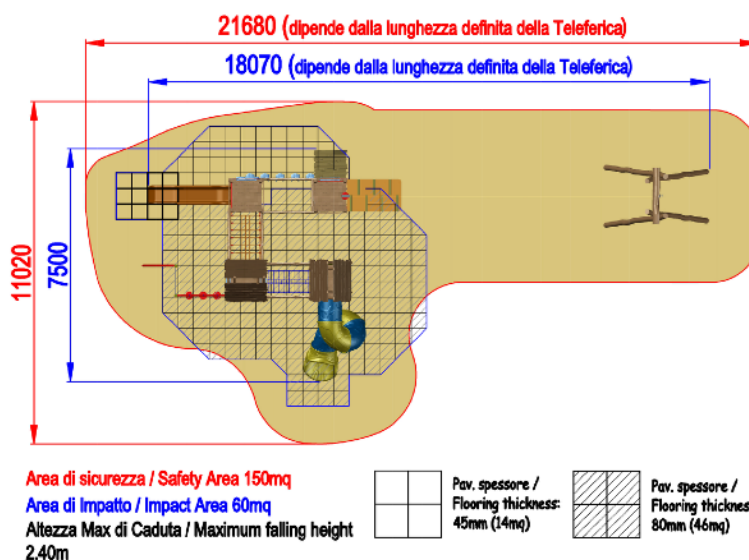 21680 (dipende dalla lunghezza definita della Teleferica)
18070 (dipende dalla lunghezza definita della Teleferica)
11020
7500
Area di sicurezza / Safety Area 150mq
Area di Impatto / Impact Area 60mq
Altezza Max di Caduta / Maximum falling height
2,40m
Pav. spessore /
Flooring thickness:
45mm (14mq)
Pav. spessore /
Flooring thicknes
80mm (46mq)